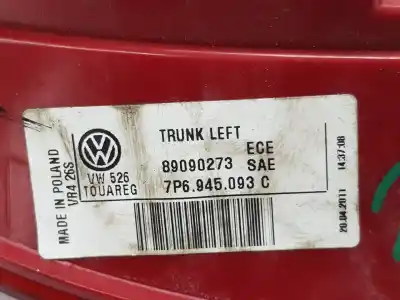 TRUNK LEFT
ECE
89090273 SAE
7P6.945.093 C
VW 526
TOUAREG
MADE IN POLAND
VR4 26S
14:37:08
20.04.2011